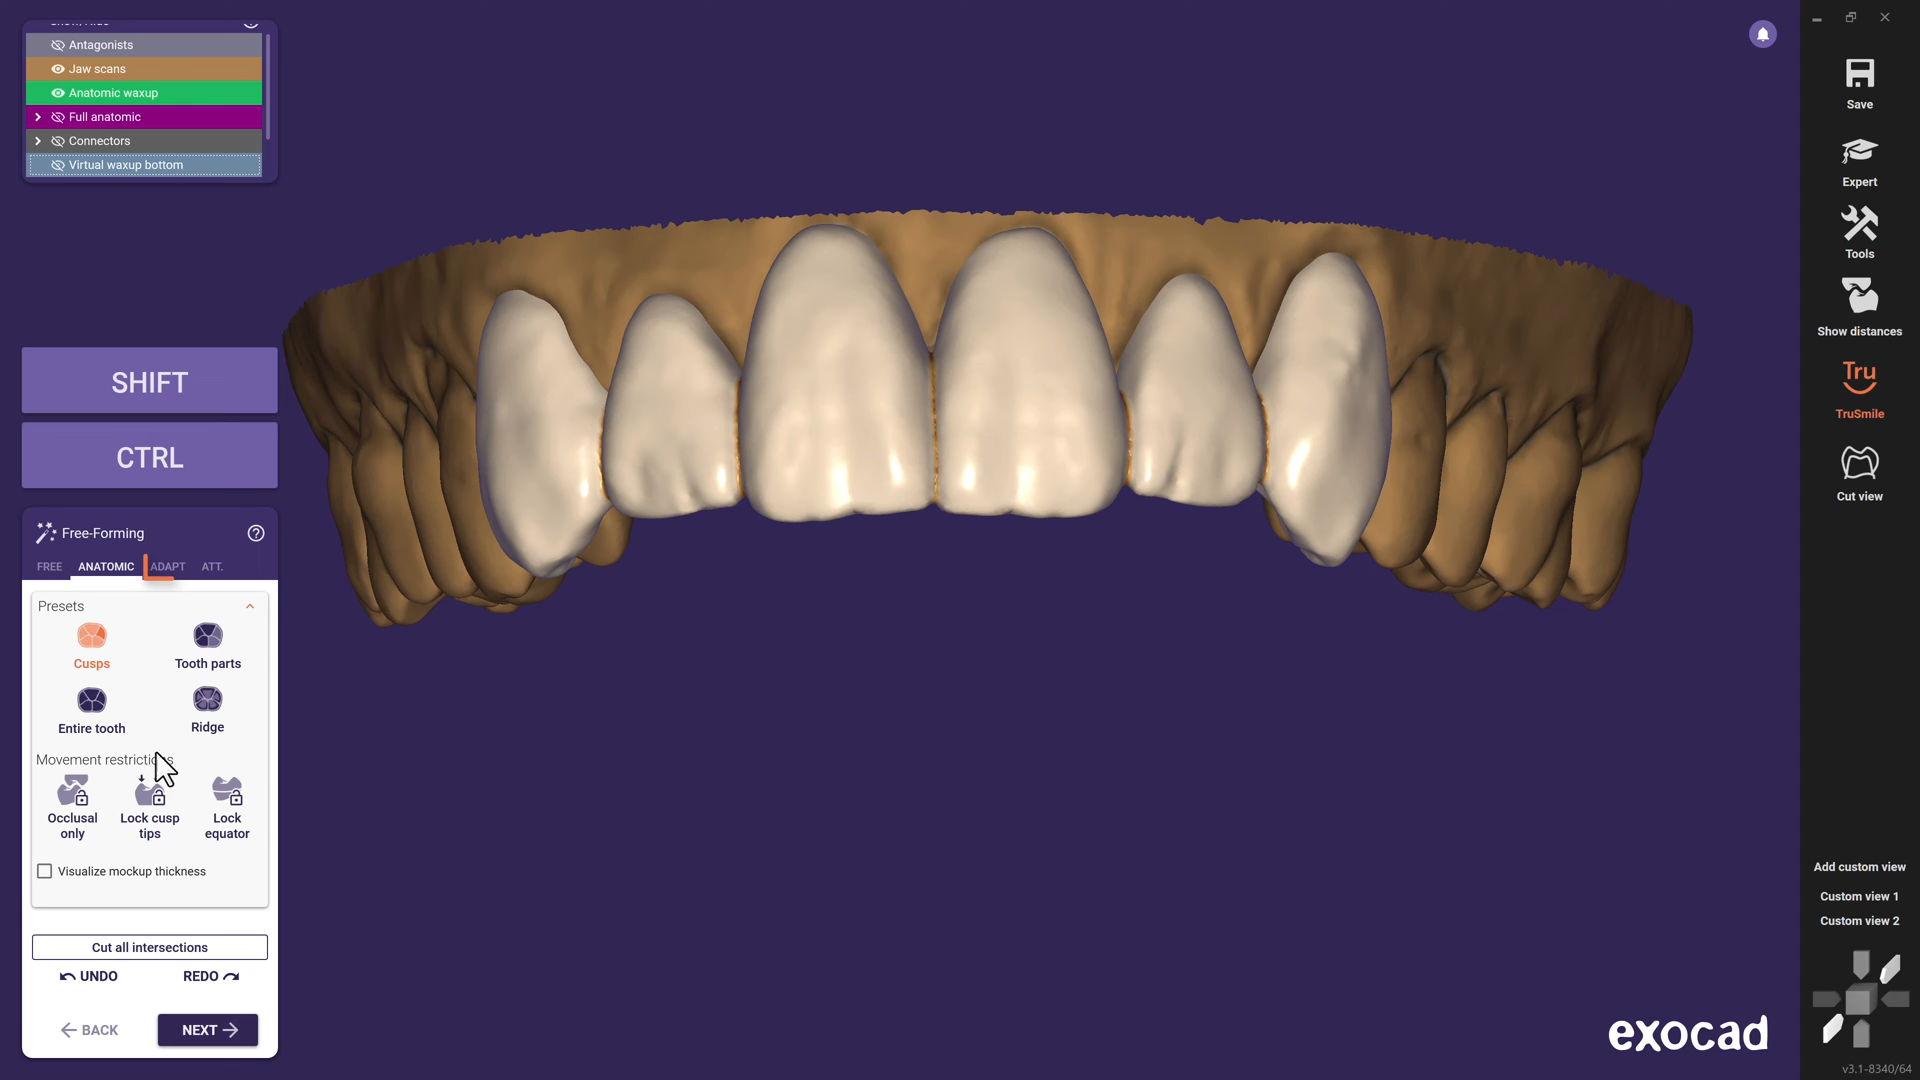 Antagonists
Jaw scans
Anatomic waxup
Full anatomic
Connectors
Virtual waxup bottom
SHIFT
CTRL
Free-Forming
FREE ANATOMIC ADAPT ATT.
Presets
Cusps Tooth parts
Entire tooth Ridge
Movement restrictions
Occlusal only
Lock cusp tips
Lock equator
Visualize mockup thickness
Cut all intersections
UNDO REDO
BACK NEXT
Save
Expert
Tools
Show distances
Tru
TruSmile
Cut view
Add custom view
Custom view 1
Custom view 2
exocad
v3.1-8340/64